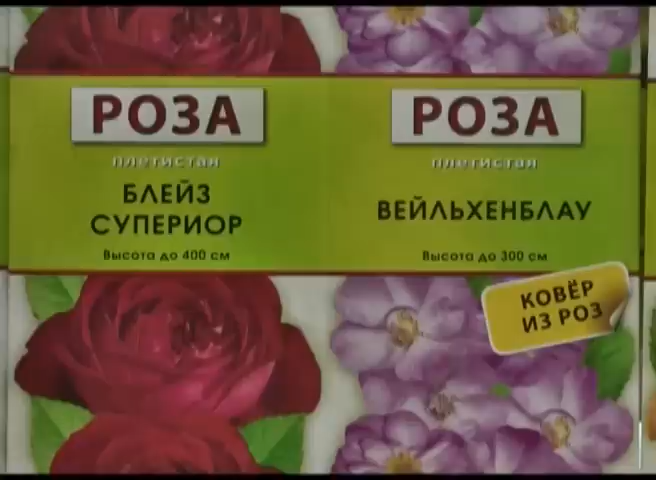 РОЗА
плетистая
БЛЕЙЗ
СУПЕРИОР
Высота до 400 см
РОЗА
плетистая
ВЕЙЛЬХЕНБЛАУ
Высота до 300 см
КОВЁР
ИЗ РОЗ